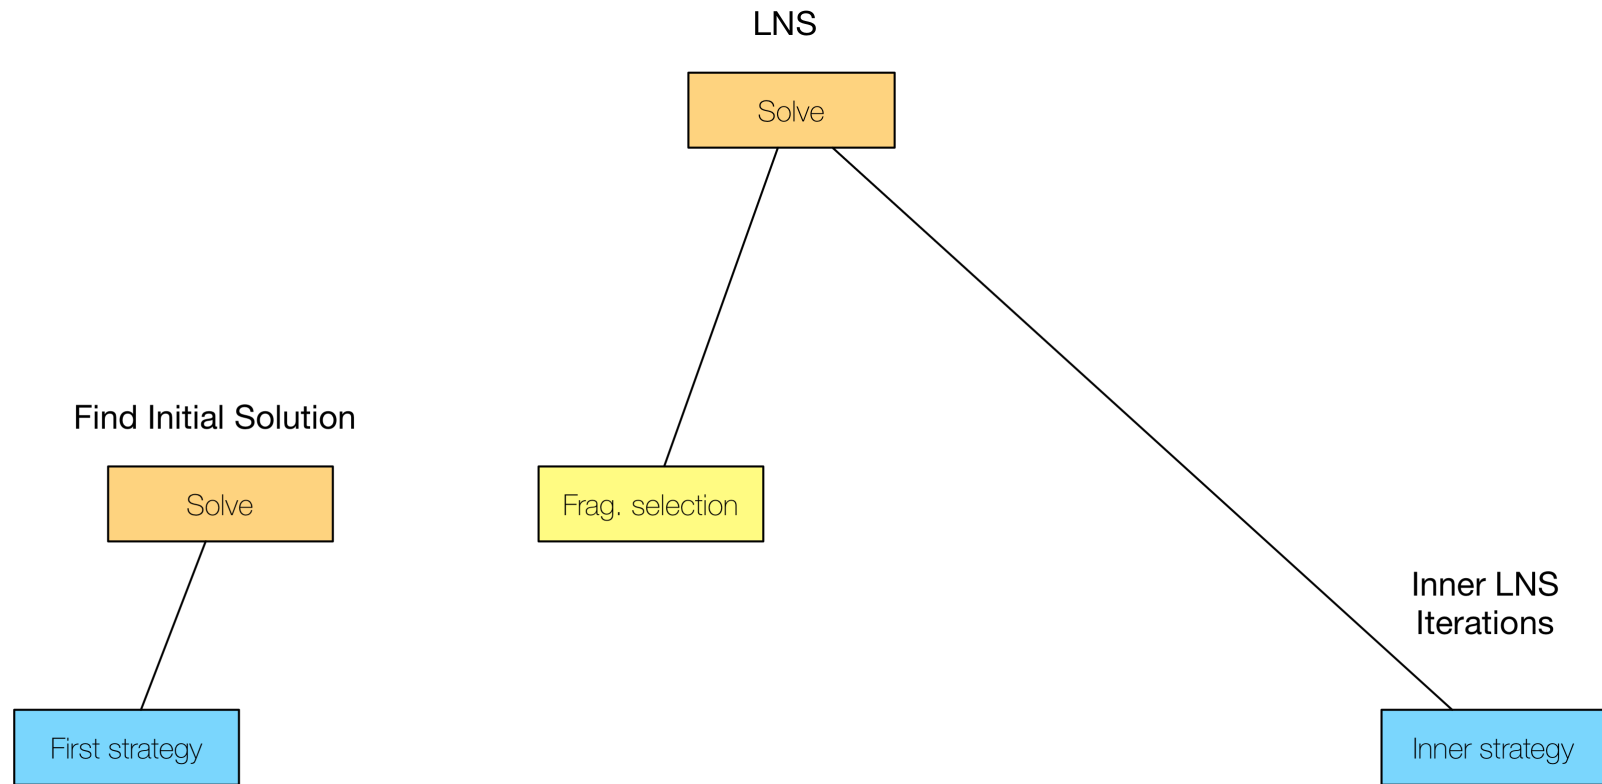 LNS
Solve
Find Initial Solution
Solve
Frag. selection
Inner LNS
Iterations
First strategy
Inner strategy